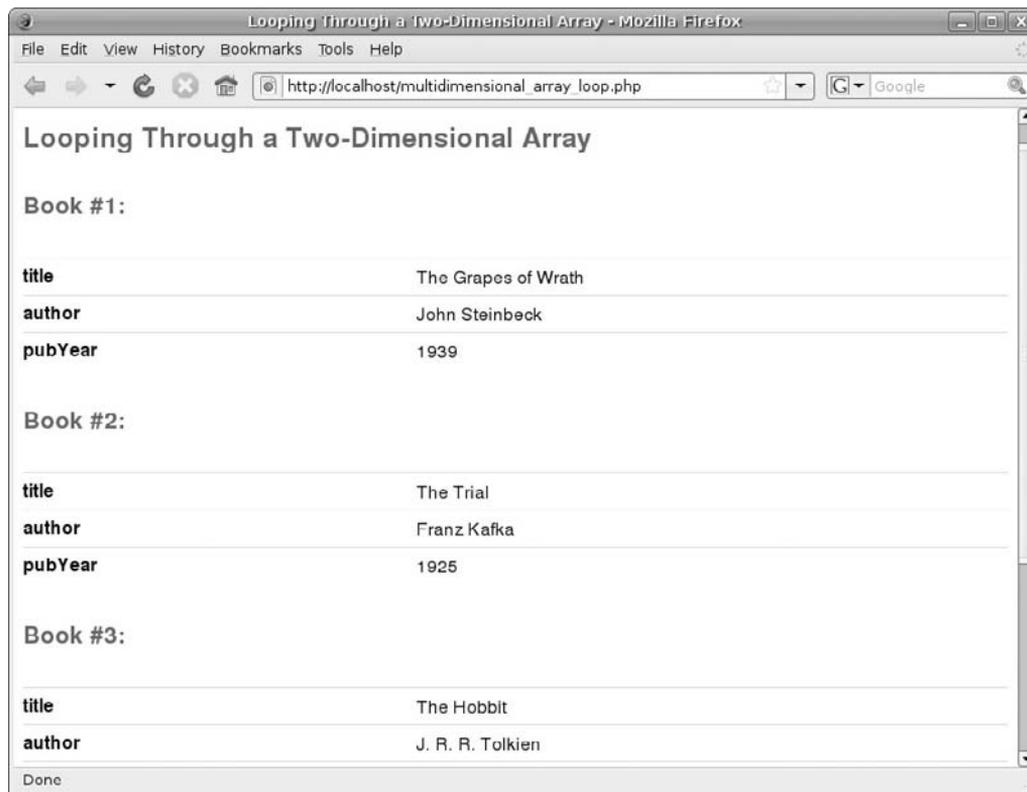 Looping Through a Two-Dimensional Array - Mozilla Firefox
File Edit View History Bookmarks Tools Help
http://localhost/multidimensional_array_loop.php G Google
Looping Through a Two-Dimensional Array
Book #1:
title The Grapes of Wrath
author John Steinbeck
pubYear 1939
Book #2:
title The Trial
author Franz Kafka
pubYear 1925
Book #3:
title The Hobbit
author J. R. R. Tolkien
Done